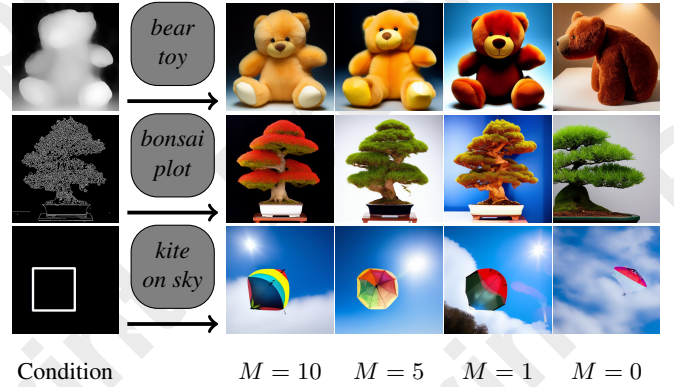 bear
toy
bonsai
plot
kite
on sky
Condition
M = 10
M = 5
M = 1
M = 0